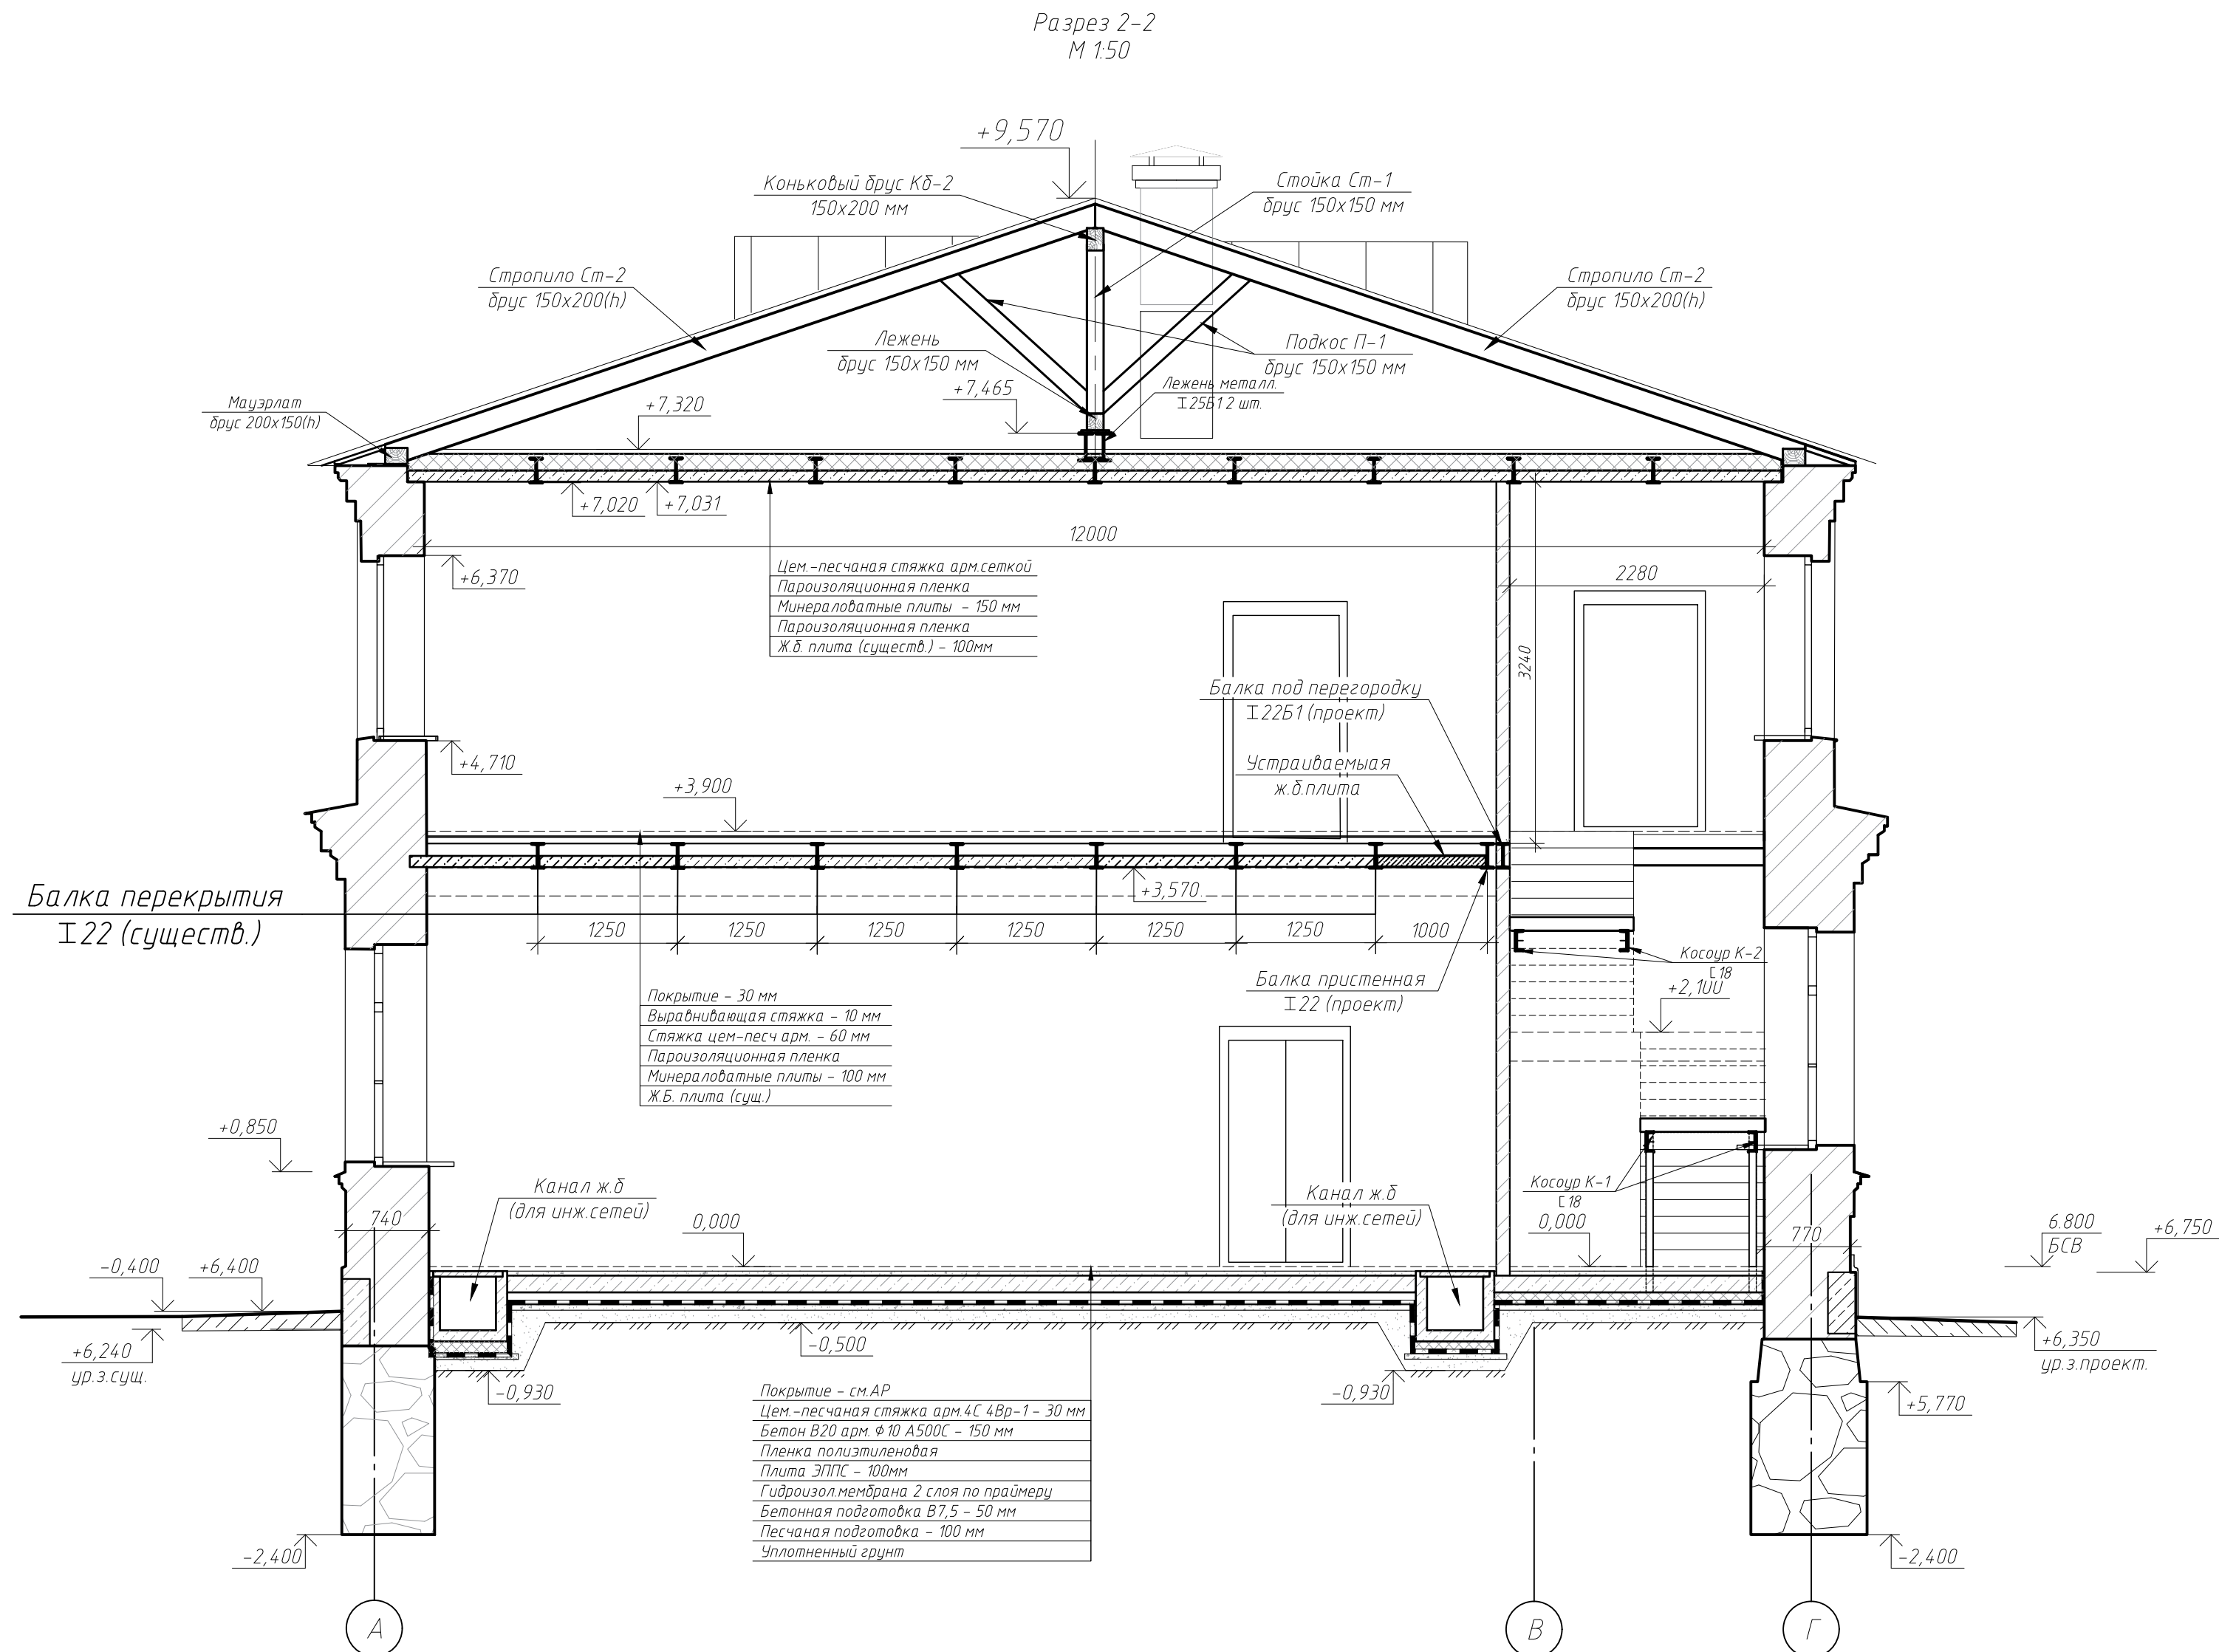 Разрез 2-2
М 1:50
+9,570
Коньковый брус Кб-2
150х200 мм
Стойка Ст-1
брус 150х150 мм
Стропило Ст-2
брус 150х200(h)
Стропило Ст-2
брус 150х200(h)
Лежень
брус 150х150 мм
Подкос П-1
брус 150х150 мм
Лежень металл.
⌶25Б1 2 шт.
+7,465
+7,320
Мауэрлат
брус 200х150(h)
+7,020
+7,031
12000
2280
3240
+6,370
Цем.-песчаная стяжка арм.сеткой
Пароизоляционная пленка
Минераловатные плиты - 150 мм
Пароизоляционная пленка
Ж.б. плита (существ.) - 100мм
Балка под перегородку
⌶22Б1 (проект)
+4,710
Устраиваемыая
ж.б.плита
+3,900
+3,570
Балка перекрытия
⌶22 (существ.)
1250
1250
1250
1250
1250
1250
1000
Балка пристенная
⌶22 (проект)
Косоур К-2
[18
+2,100
Покрытие - 30 мм
Выравнивающая стяжка - 10 мм
Стяжка цем-песч арм. - 60 мм
Пароизоляционная пленка
Минераловатные плиты - 100 мм
Ж.Б. плита (сущ.)
+0,850
Канал ж.б
(для инж.сетей)
Канал ж.б
(для инж.сетей)
Косоур К-1
[18
740
0,000
0,000
770
6.800
БСВ
+6,750
-0,400
+6,400
+6,240
ур.з.сущ.
-0,500
-0,930
-0,930
+6,350
ур.з.проект.
+5,770
Покрытие - см.АР
Цем.-песчаная стяжка арм.4С 4Вр-1 - 30 мм
Бетон В20 арм. ф10 А500С - 150 мм
Пленка полиэтиленовая
Плита ЭППС - 100мм
Гидроизол.мембрана 2 слоя по праймеру
Бетонная подготовка В7,5 - 50 мм
Песчаная подготовка - 100 мм
Уплотненный грунт
-2,400
-2,400
А
В
Г